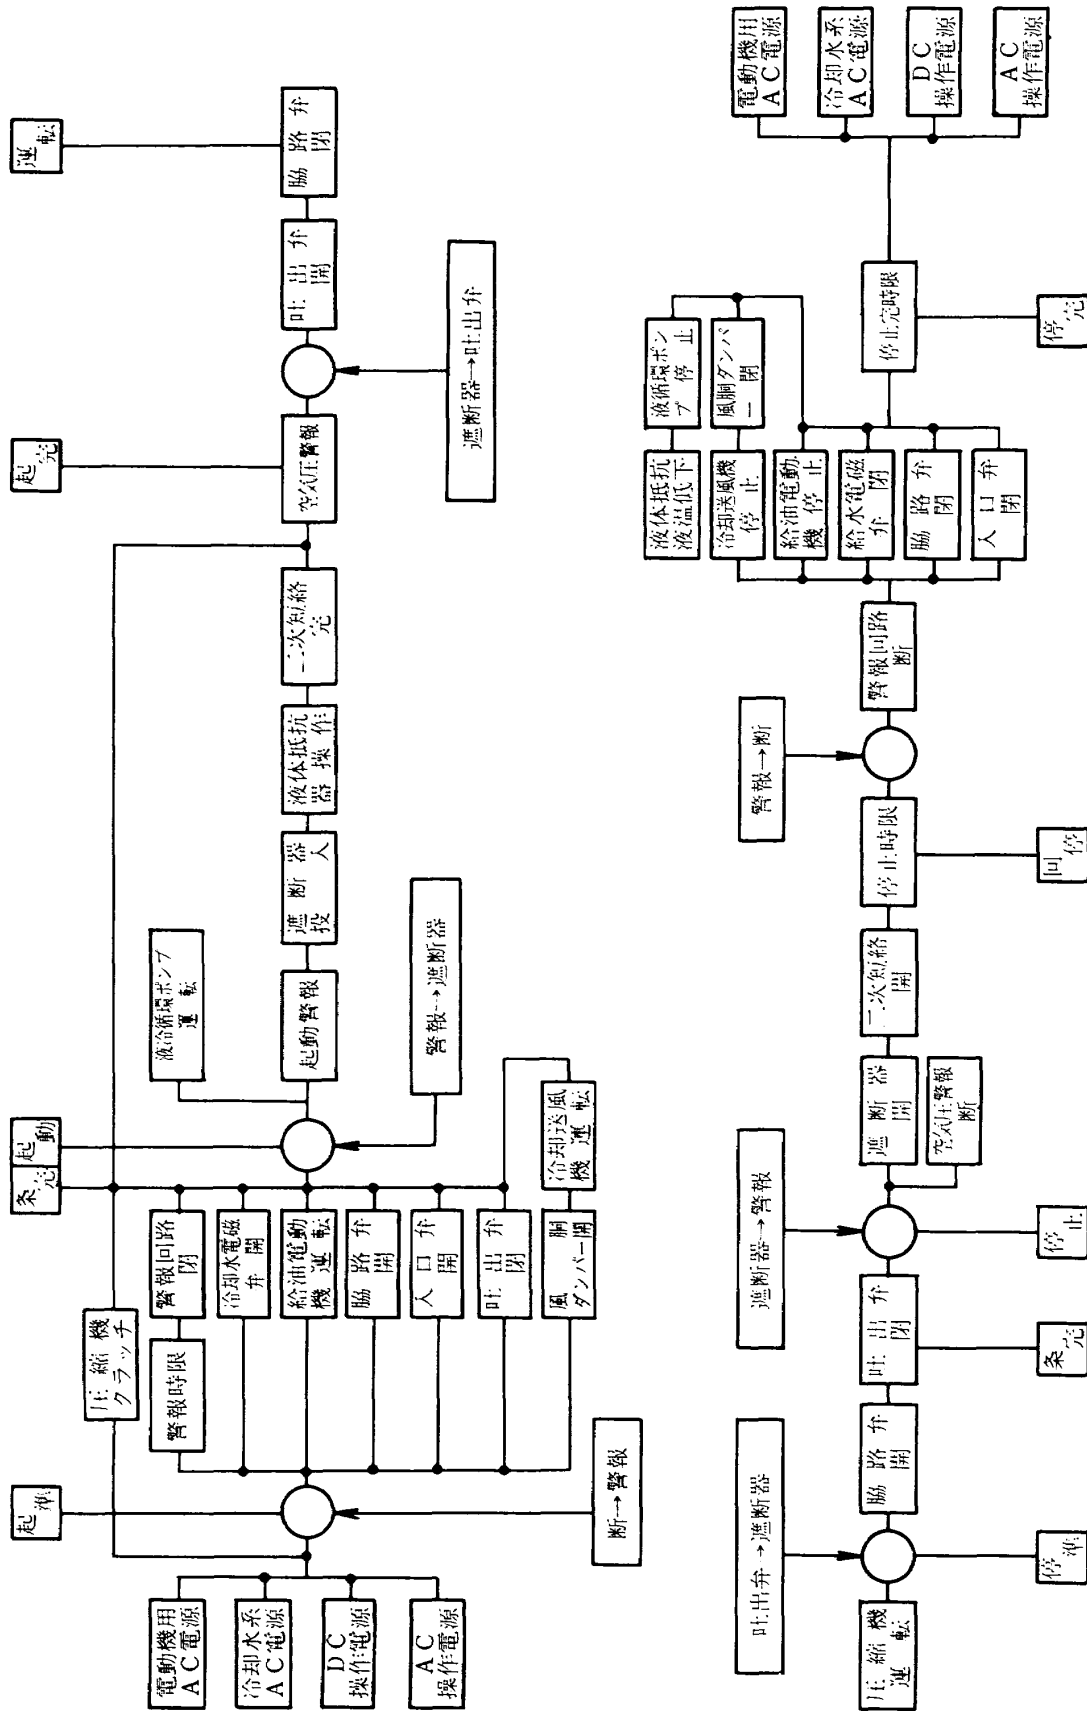 起
準
条
完
起
動
起
完
運
転
圧縮機
クラッチ
電動機用
AC電源
冷却水系
AC電源
DC
操作電源
AC
操作電源
断→警報
警報時限
警報回路
閉
冷却水電磁
弁開
給油電動
機運転
脇路弁
開
入口弁
開
吐出弁
閉
風胴
ダンパー開
冷却送風
機運転
液冷循環ポンプ
運転
警報→遮断器
起動警報
遮断器
投入
液体抵抗
器操作
二次短絡
完
空気圧警報
遮断器→吐出弁
吐出弁
開
脇路弁
閉
圧縮機
運転
吐出弁→遮断器
停
準
脇路弁
開
吐出弁
閉
条
完
遮断器→警報
停
止
遮断器
開
空気圧警報
断
二次短絡
開
停止時限
回
停
警報→断
警報回路
断
液体抵抗
液温低下
冷却送風機
停止
給油電動
機停止
給水電磁
弁閉
脇路弁
閉
入口弁
閉
液循環ポン
プ停止
風胴ダンパ
ー閉
停止完時限
停
完
電動機用
AC電源
冷却水系
AC電源
DC
操作電源
AC
操作電源